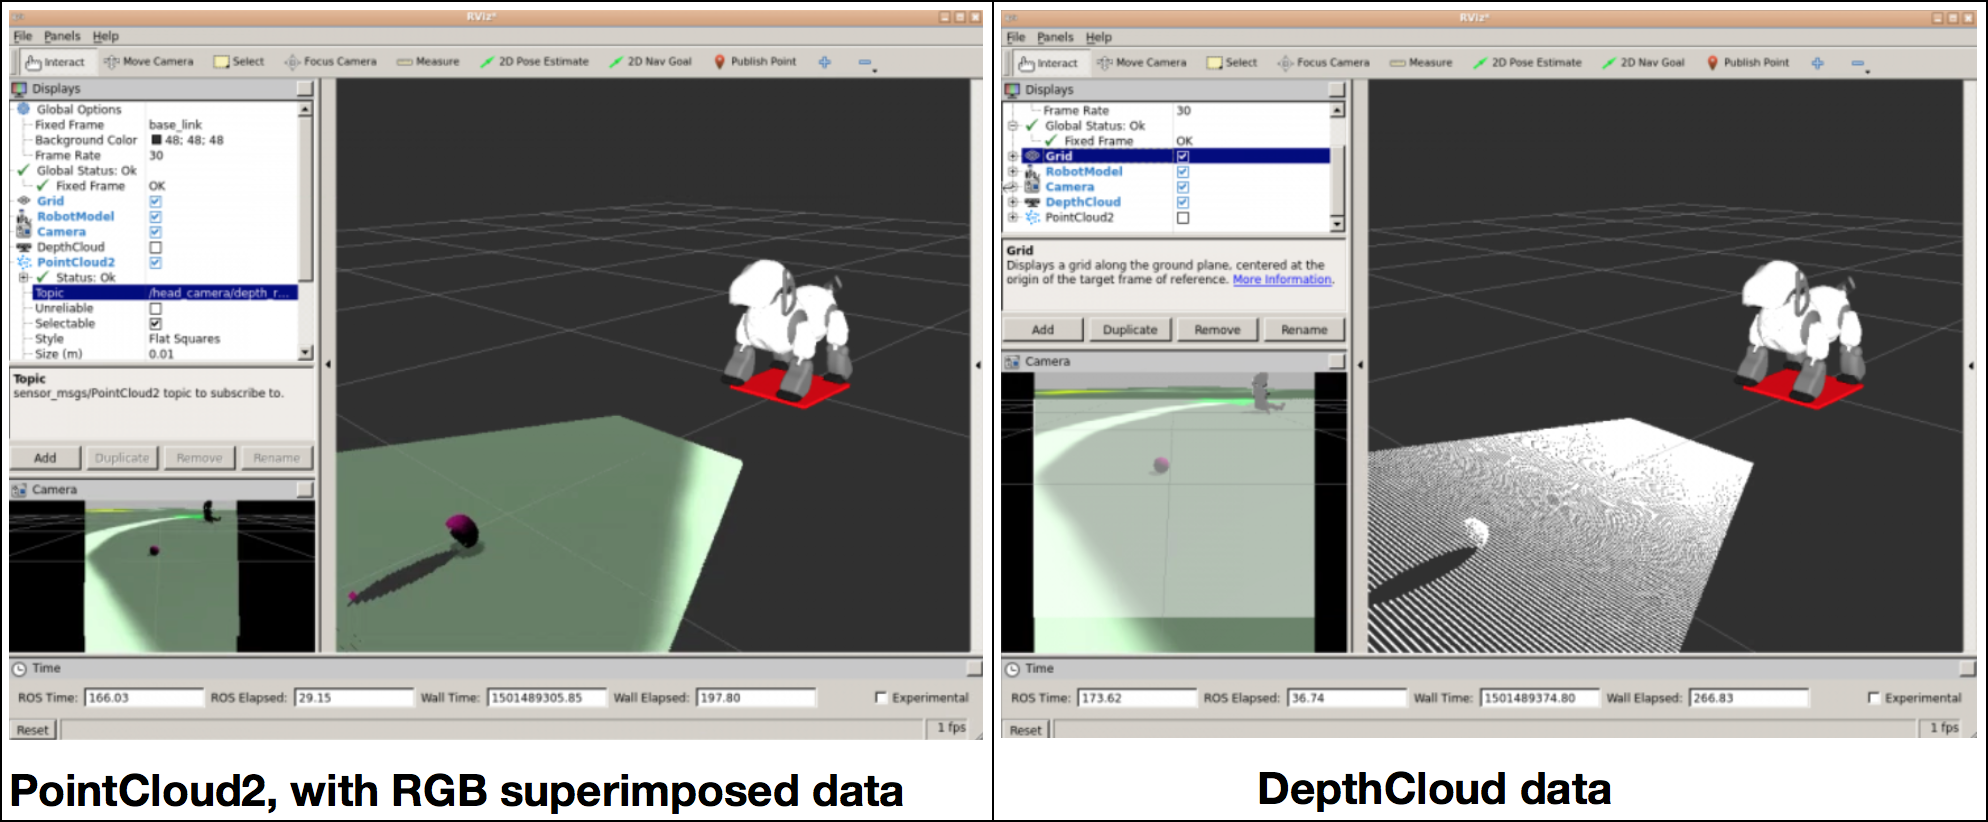 RViz*
File Panels Help
Interact Move Camera Select Focus Camera Measure 2D Pose Estimate 2D Nav Goal Publish Point
Displays
Global Options
Fixed Frame base_link
Background Color 48; 48; 48
Frame Rate 30
Global Status: Ok
Fixed Frame OK
Grid
RobotModel
Camera
DepthCloud
PointCloud2
Status: Ok
Topic /head_camera/depth_r...
Unreliable
Selectable
Style Flat Squares
Size (m) 0.01
Topic
sensor_msgs/PointCloud2 topic to subscribe to.
Add Duplicate Remove Rename
Camera
Time
ROS Time: 166.03 ROS Elapsed: 29.15 Wall Time: 1501489305.85 Wall Elapsed: 197.80 Experimental
Reset 1 fps
PointCloud2, with RGB superimposed data
RViz*
File Panels Help
Interact Move Camera Select Focus Camera Measure 2D Pose Estimate 2D Nav Goal Publish Point
Displays
Frame Rate 30
Global Status: Ok
Fixed Frame OK
Grid
RobotModel
Camera
DepthCloud
PointCloud2
Grid
Displays a grid along the ground plane, centered at the
origin of the target frame of reference. More Information.
Add Duplicate Remove Rename
Camera
Time
ROS Time: 173.62 ROS Elapsed: 36.74 Wall Time: 1501489374.80 Wall Elapsed: 266.83 Experimental
Reset 1 fps
DepthCloud data